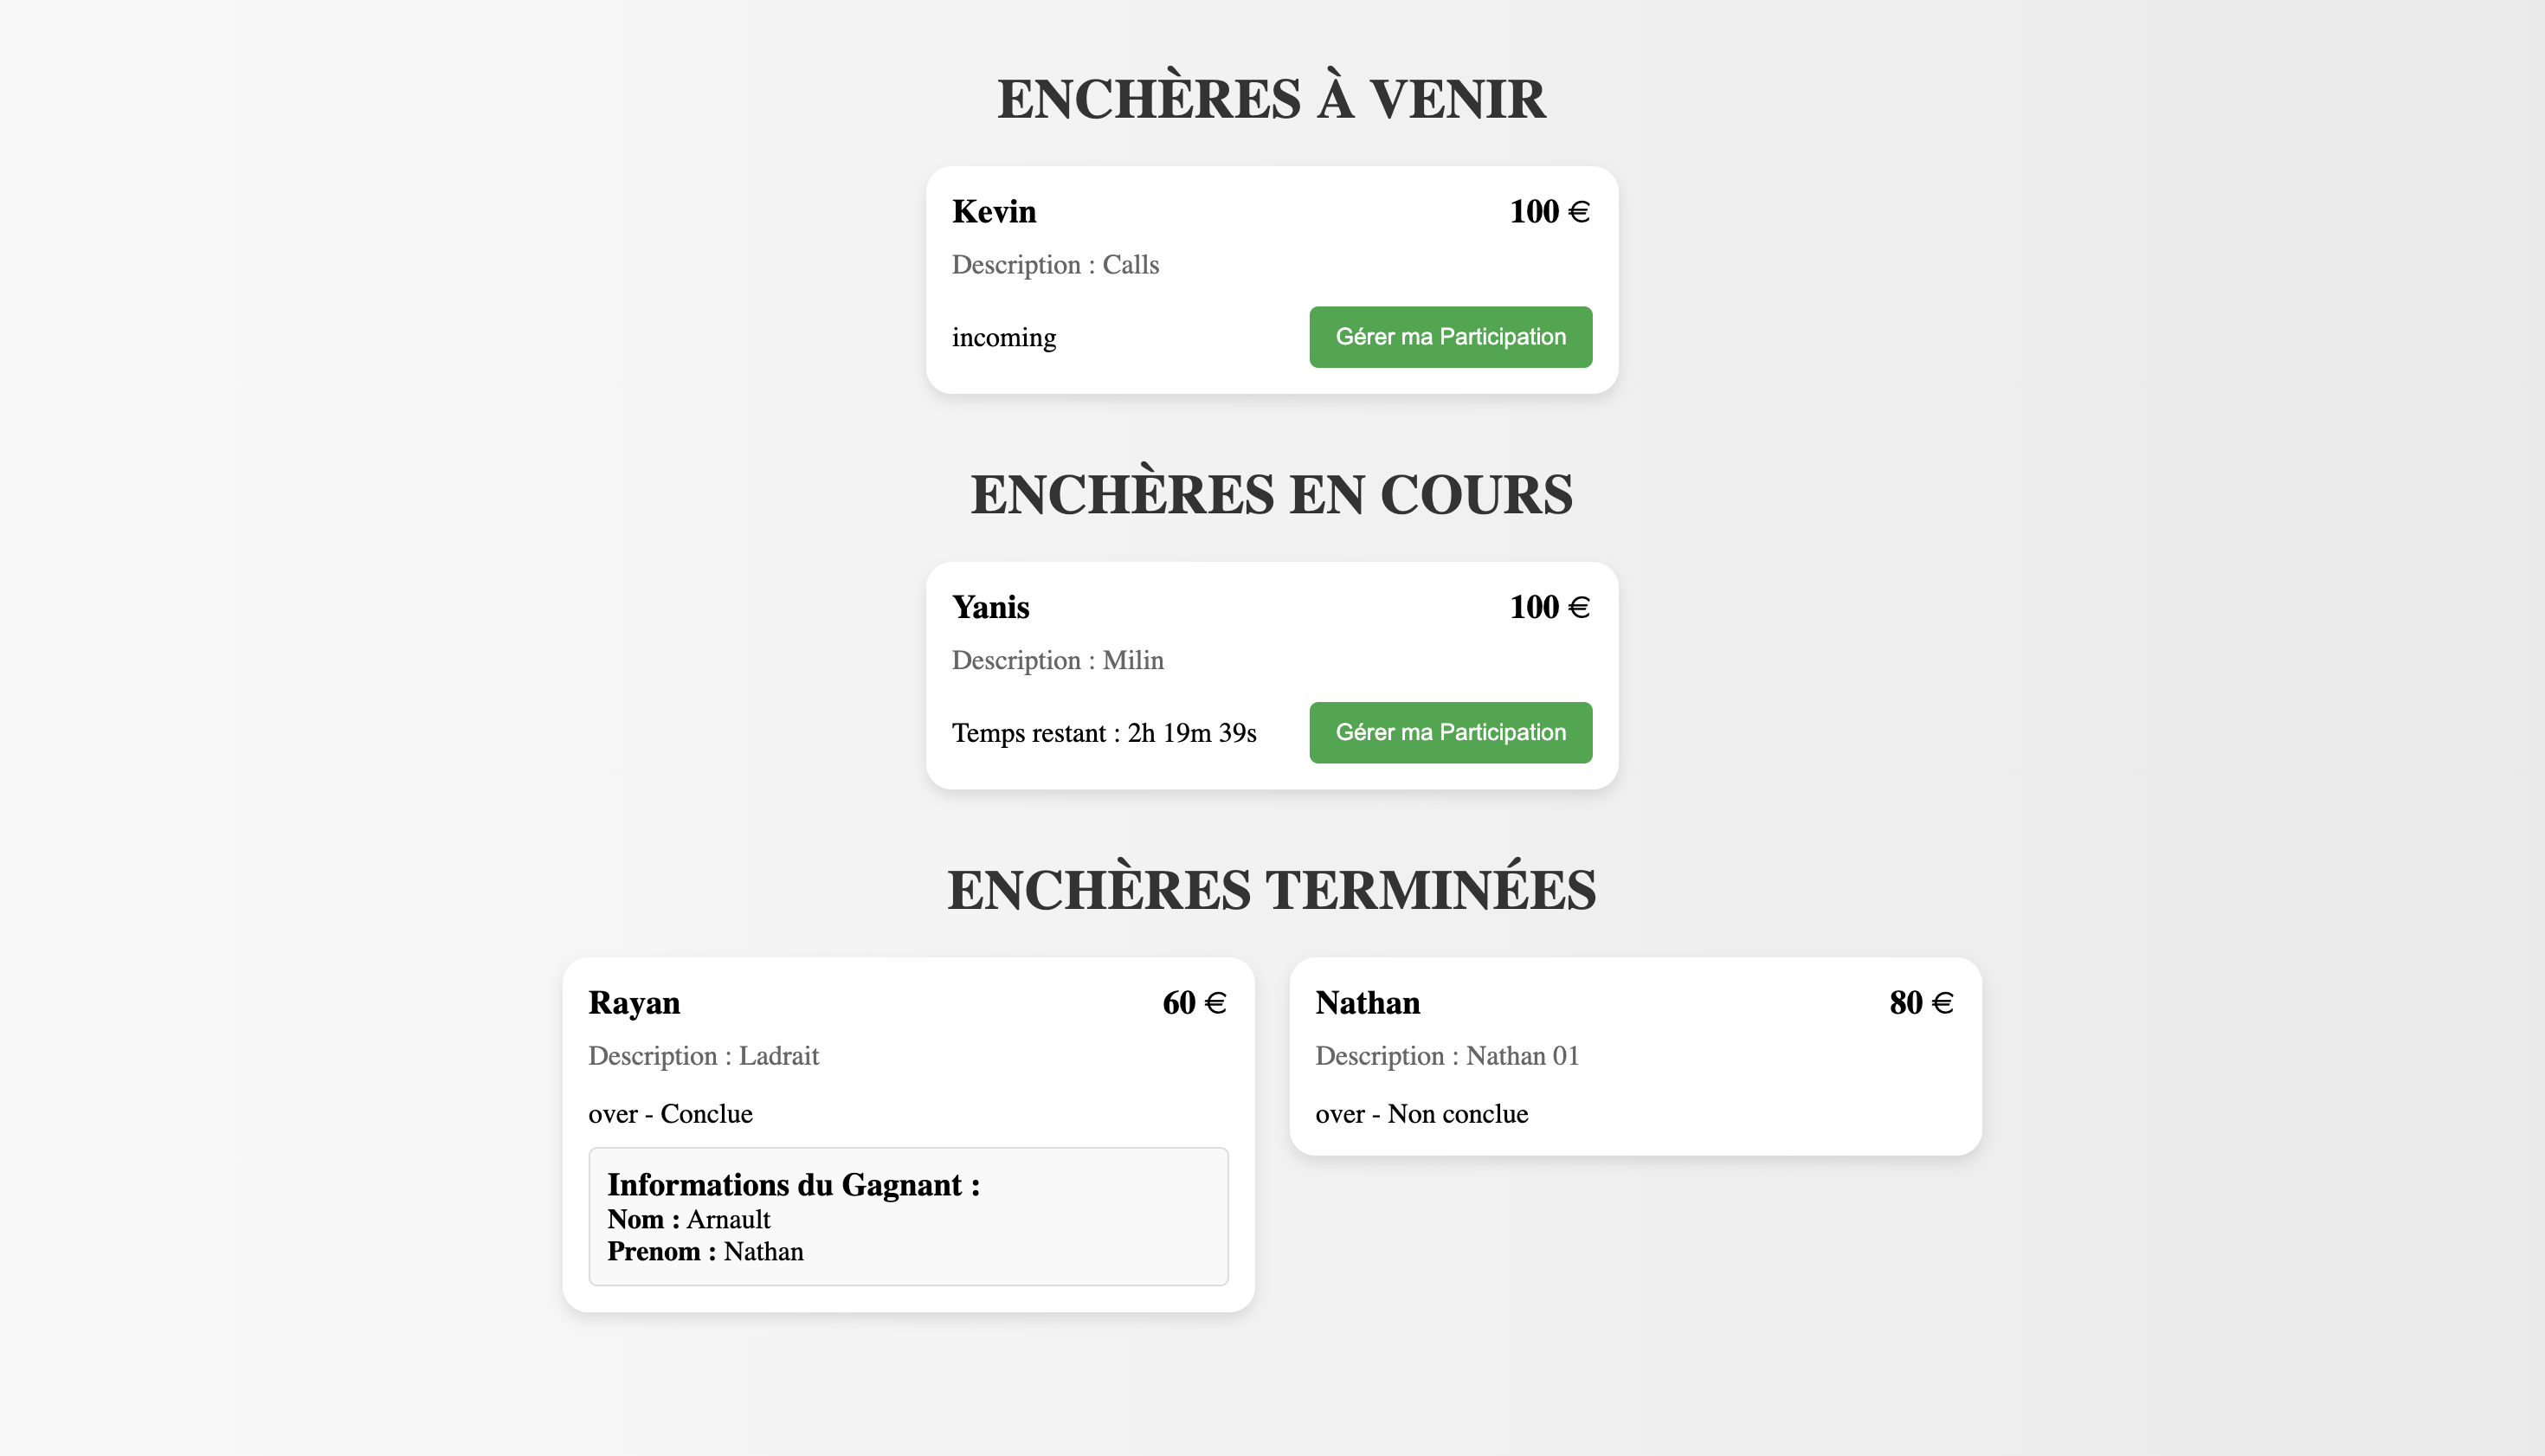 ENCHÈRES À VENIR
Kevin 100 €
Description : Calls
incoming Gérer ma Participation
ENCHÈRES EN COURS
Yanis 100 €
Description : Milin
Temps restant : 2h 19m 39s Gérer ma Participation
ENCHÈRES TERMINÉES
Rayan 60 €
Description : Ladrait
over - Conclue
Informations du Gagnant :
Nom : Arnault
Prenom : Nathan
Nathan 80 €
Description : Nathan 01
over - Non conclue